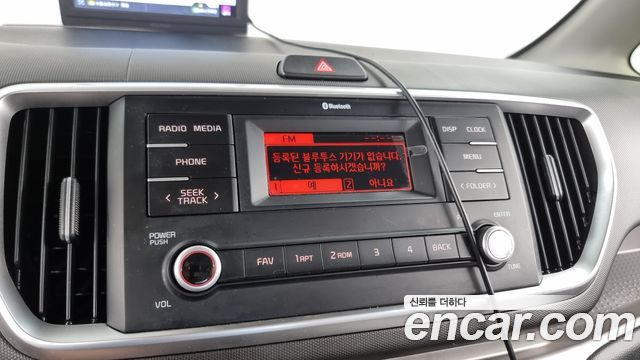 Bluetooth
RADIO MEDIA
PHONE
< SEEK TRACK >
FM
등록된 블루투스 기기가 없습니다.
신규 등록하시겠습니까?
1 예 2 아니요
DISP CLOCK
MENU
< FOLDER >
POWER PUSH
VOL
FAV 1 RPT 2 RDM 3 4 BACK
ENTER
TUNE
신뢰를 더하다
encar.com